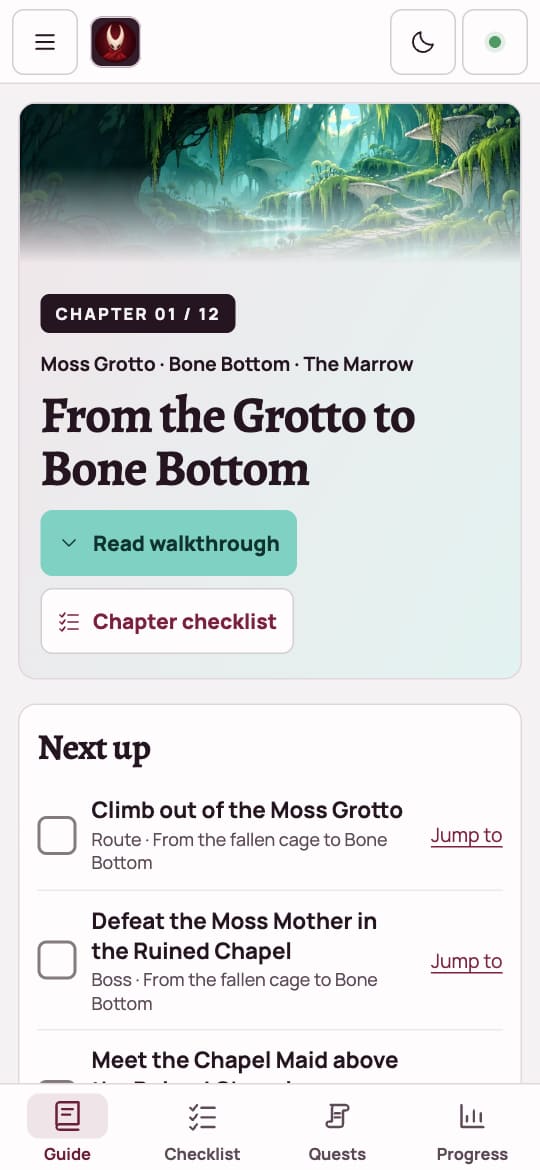 CHAPTER 01 / 12
Moss Grotto · Bone Bottom · The Marrow
From the Grotto to
Bone Bottom
Read walkthrough
Chapter checklist
Next up
Climb out of the Moss Grotto
Route · From the fallen cage to Bone
Bottom
Jump to
Defeat the Moss Mother in
the Ruined Chapel
Boss · From the fallen cage to Bone
Bottom
Jump to
Meet the Chapel Maid above
Guide
Checklist
Quests
Progress